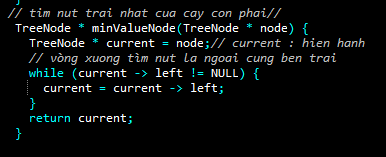 // tim nut trai nhat cua cay con phai//
TreeNode * minValueNode(TreeNode * node) {
TreeNode * current = node;// current : hien hanh
// vòng xuong tìm nut la ngoai cung ben trai
while (current -> left != NULL) {
current = current -> left;
}
return current;
}